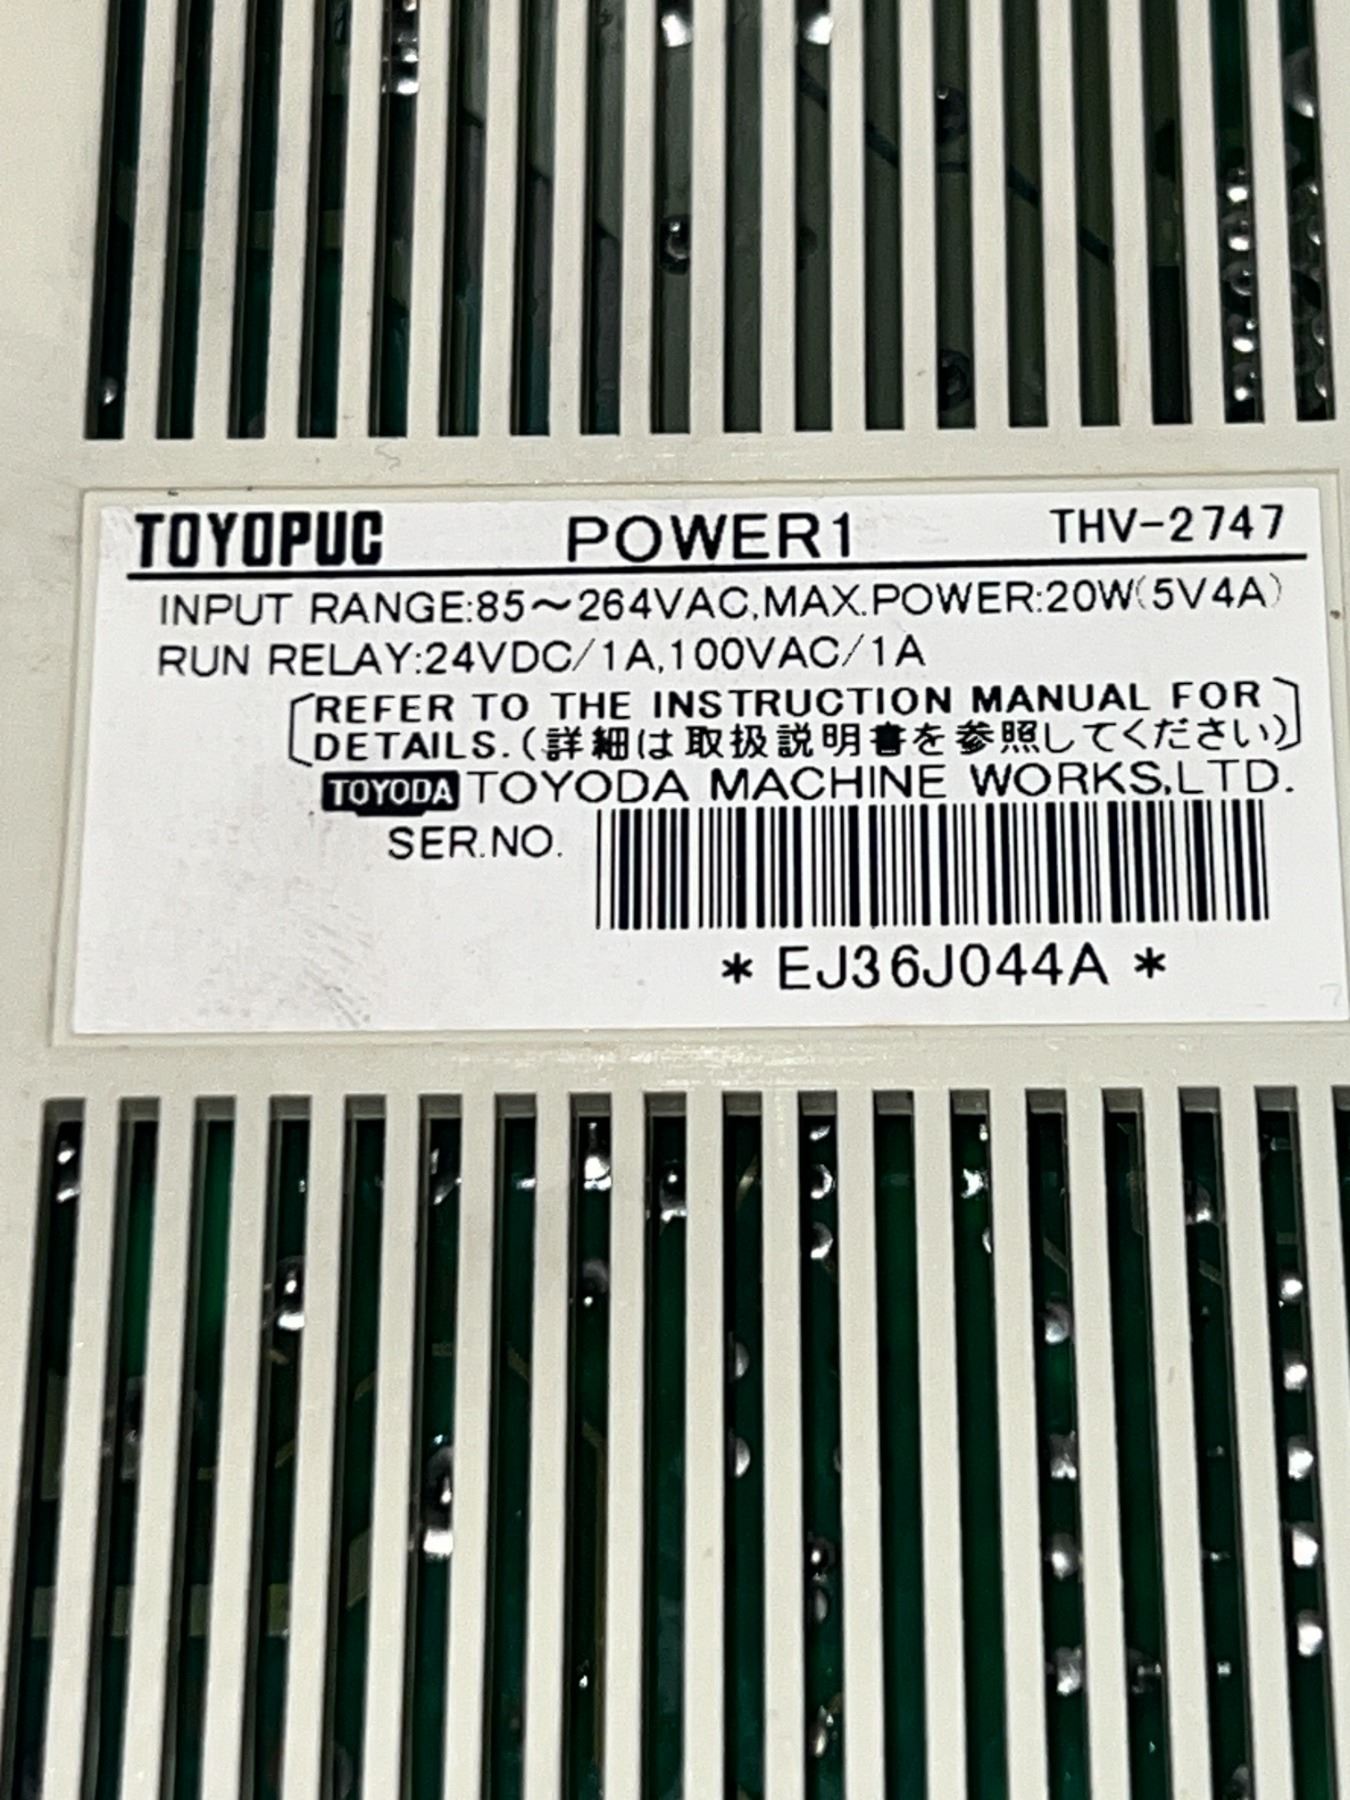 TOYOPUC POWER1 THV-2747
INPUT RANGE:85～264VAC,MAX.POWER:20W(5V4A)
RUN RELAY:24VDC/1A,100VAC/1A
REFER TO THE INSTRUCTION MANUAL FOR
DETAILS.(詳細は取扱説明書を参照してください)
TOYODA TOYODA MACHINE WORKS,LTD.
SER.NO.
*EJ36J044A*